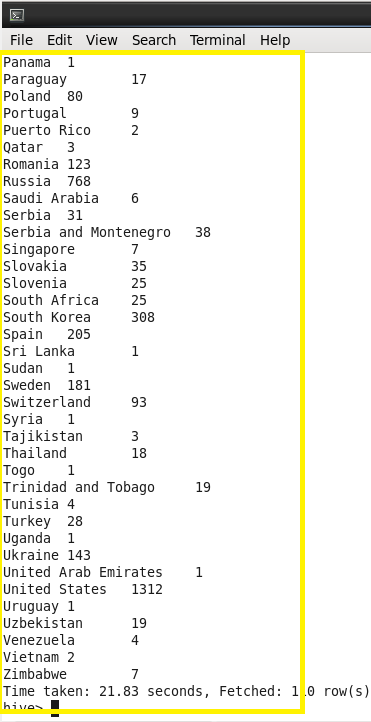 File Edit View Search Terminal Help
Panama 1
Paraguay 17
Poland 80
Portugal 9
Puerto Rico 2
Qatar 3
Romania 123
Russia 768
Saudi Arabia 6
Serbia 31
Serbia and Montenegro 38
Singapore 7
Slovakia 35
Slovenia 25
South Africa 25
South Korea 308
Spain 205
Sri Lanka 1
Sudan 1
Sweden 181
Switzerland 93
Syria 1
Tajikistan 3
Thailand 18
Togo 1
Trinidad and Tobago 19
Tunisia 4
Turkey 28
Uganda 1
Ukraine 143
United Arab Emirates 1
United States 1312
Uruguay 1
Uzbekistan 19
Venezuela 4
Vietnam 2
Zimbabwe 7
Time taken: 21.83 seconds, Fetched: row(s)
hive>